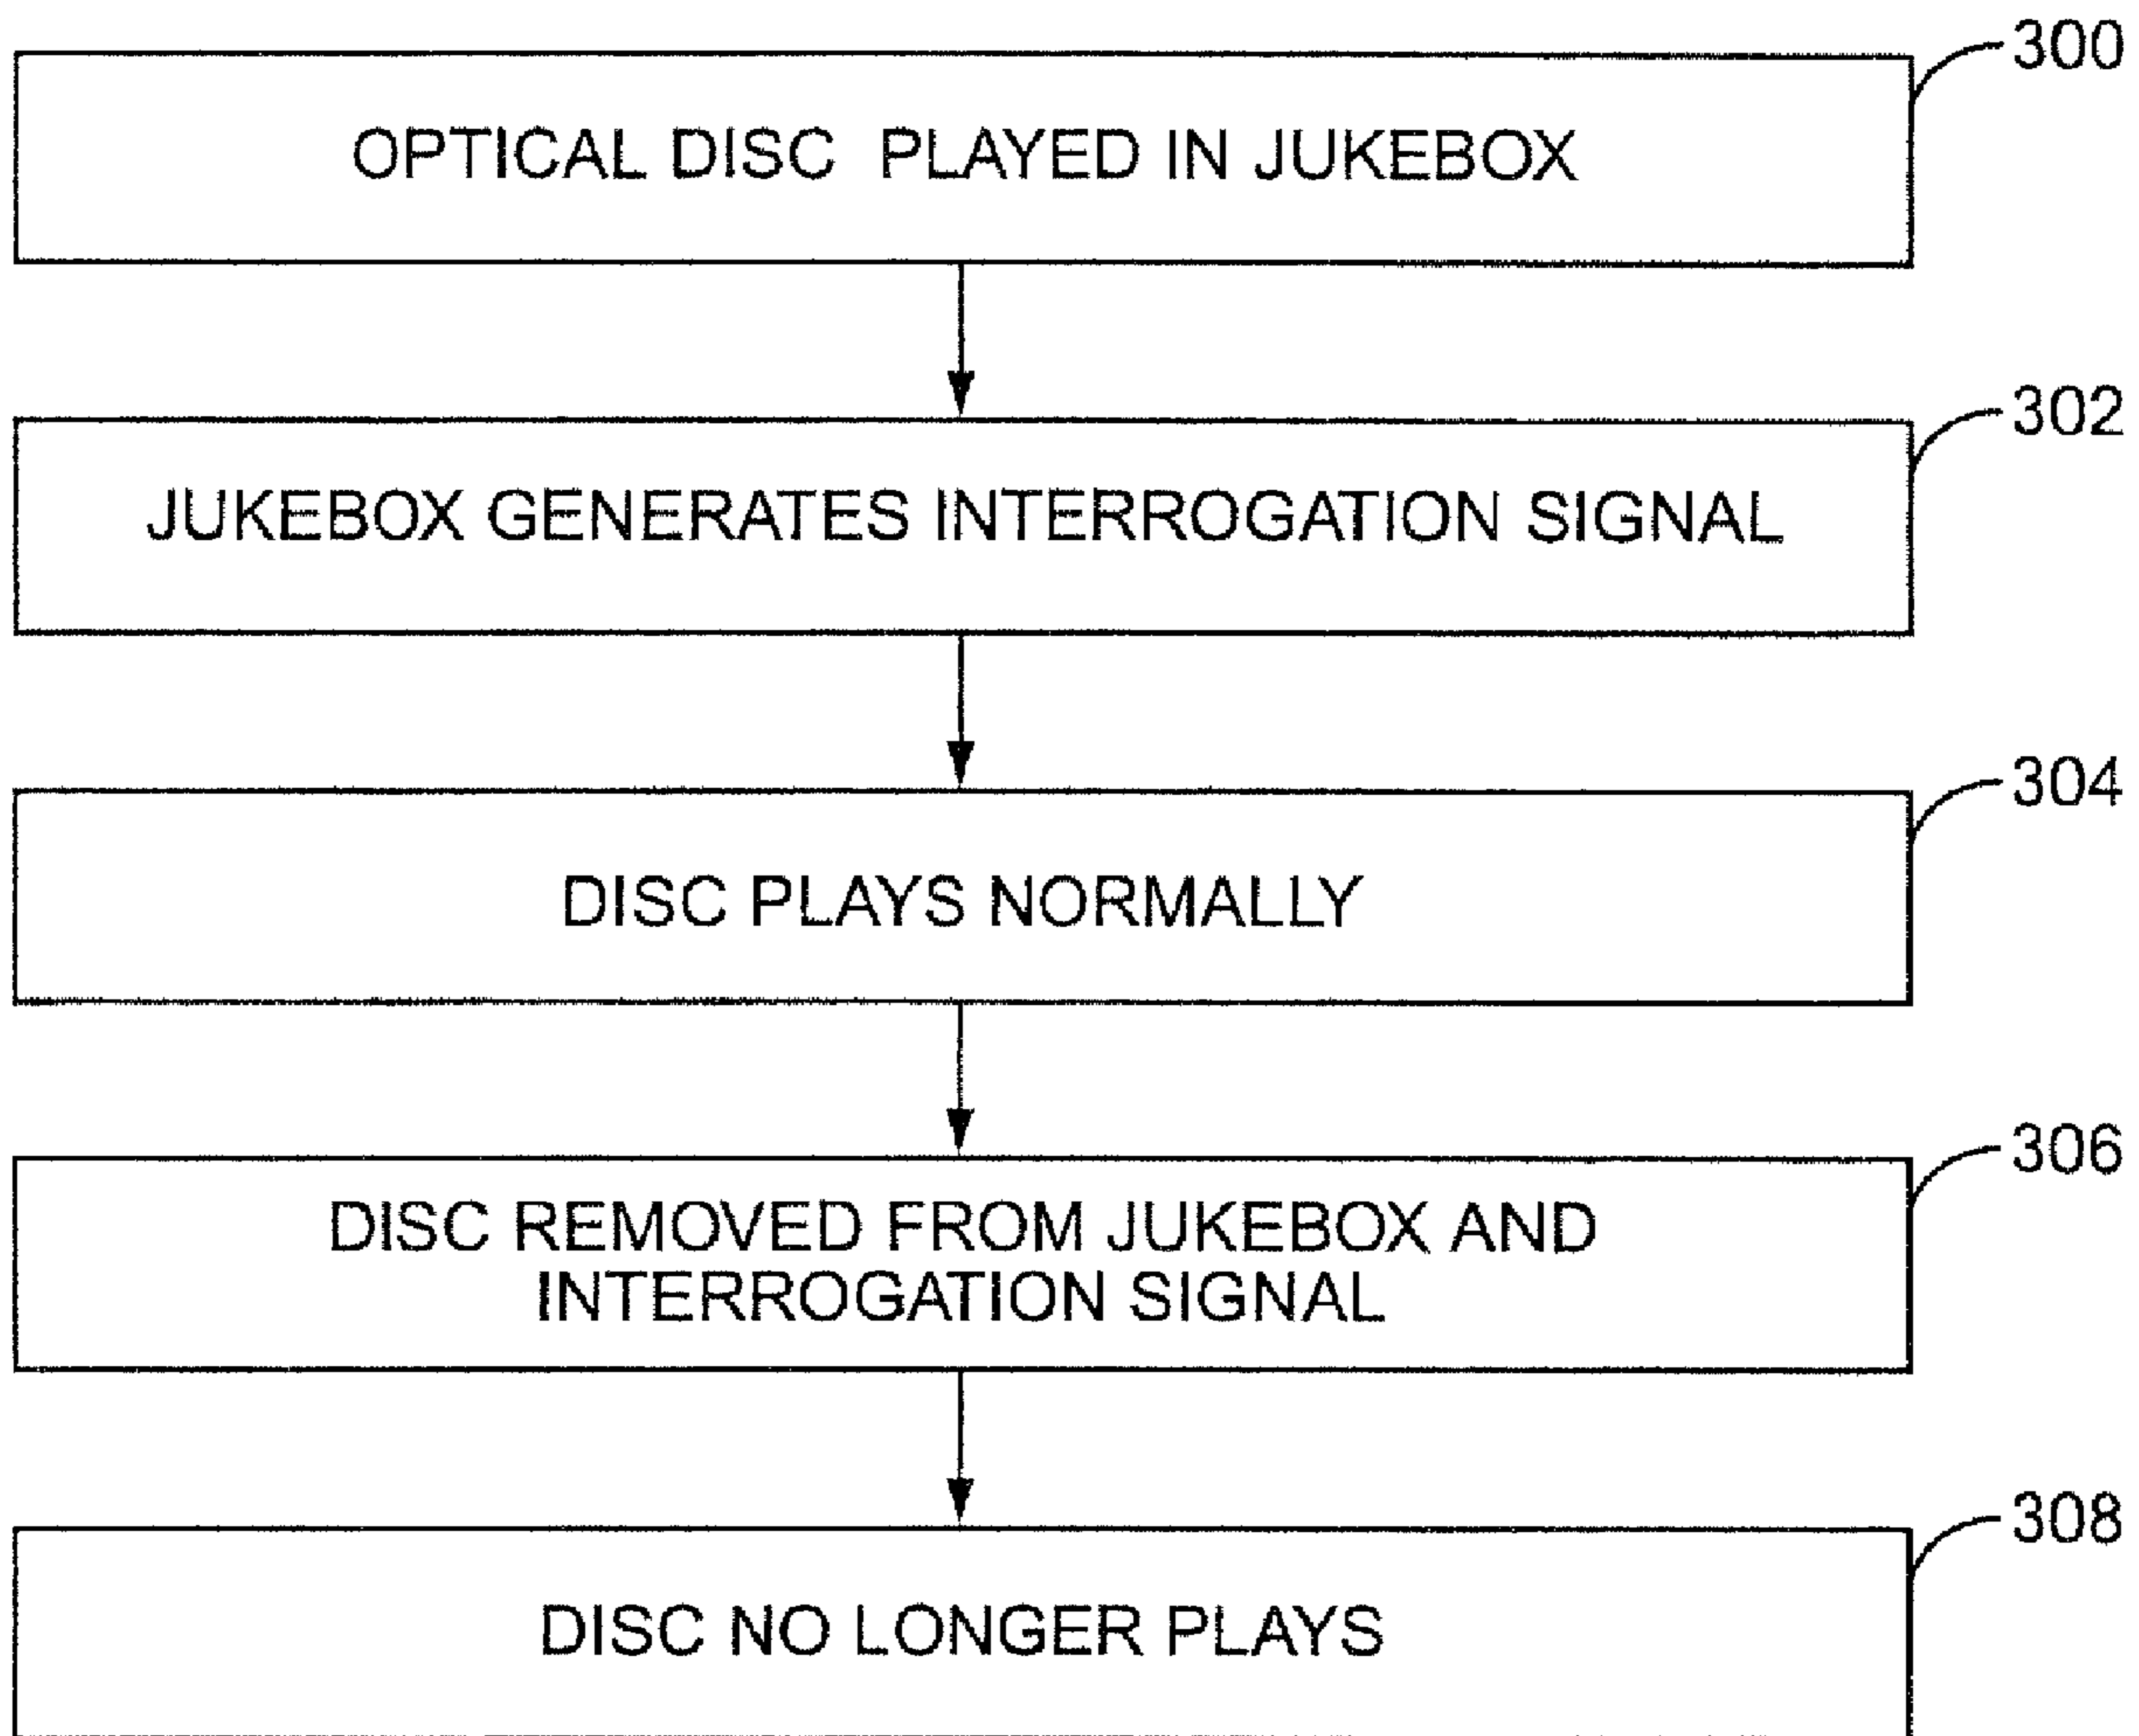 300
OPTICAL DISC PLAYED IN JUKEBOX
302
JUKEBOX GENERATES INTERROGATION SIGNAL
304
DISC PLAYS NORMALLY
306
DISC REMOVED FROM JUKEBOX AND
INTERROGATION SIGNAL
308
DISC NO LONGER PLAYS